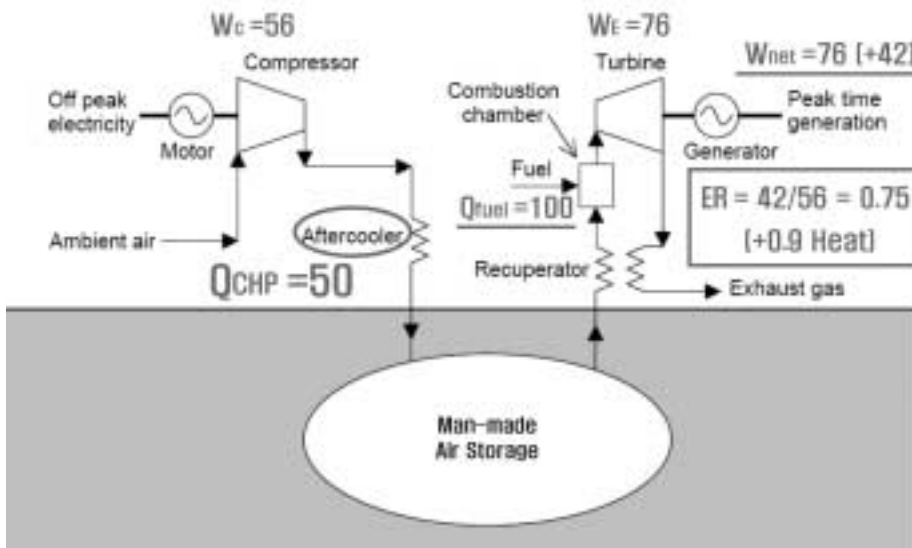 Wc =56
WE =76
Wnet =76 (+42)
Compressor
Turbine
Off peak
electricity
Motor
Combustion
chamber
Peak time
generation
Generator
Fuel
Qfuel =100
ER = 42/56 = 0.75
(+0.9 Heat)
Ambient air
Aftercooler
QCHP =50
Recuperator
Exhaust gas
Man-made
Air Storage